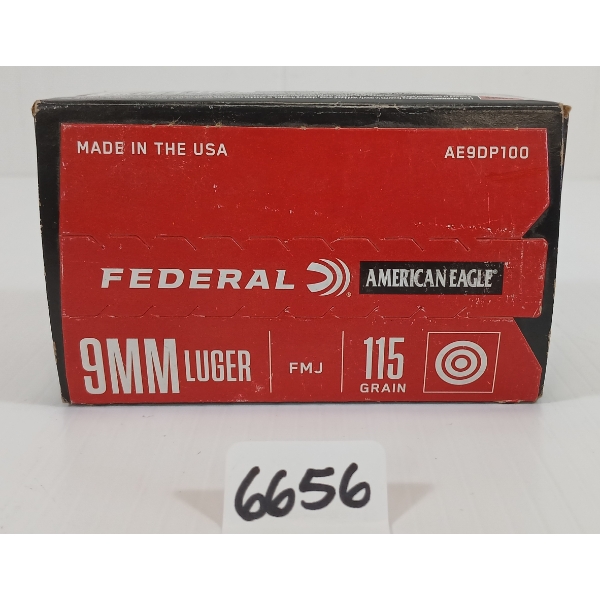 MADE IN THE USA AE9DP100
FEDERAL ® AMERICAN EAGLE®
9MM LUGER FMJ 115 GRAIN
6656